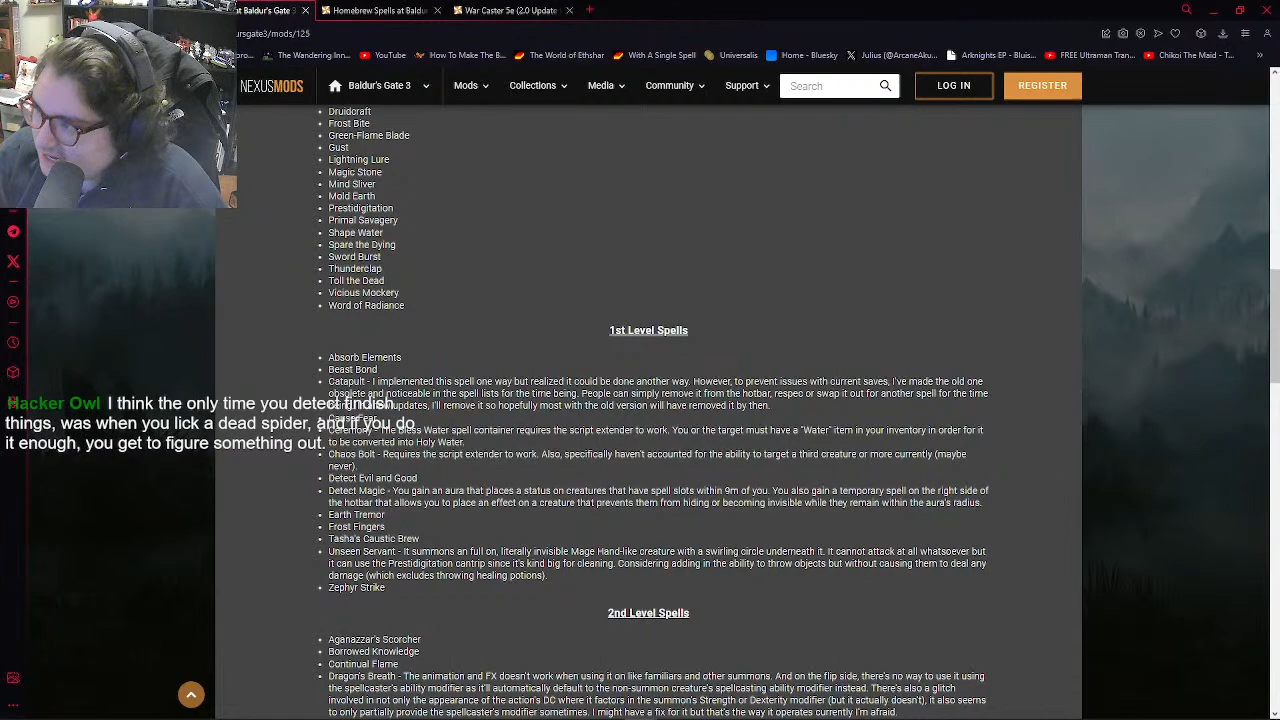 at Baldur's Gate 3
Homebrew Spells at Baldu
War Caster 5e (2.0 Update
ursgate3/mods/125
The Wandering Inn...
YouTube
How To Make The B...
The World of Ethshar
With A Single Spell
Universalis
Home - Bluesky
Julius (@ArcaneAku...
Arknights EP - Bluis...
FREE Ultraman Tran...
Chikoi The Maid - T...
NEXUSMODS
Baldur's Gate 3
Mods
Collections
Media
Community
Support
Search
LOG IN
REGISTER
Druidcraft
Frost Bite
Green-Flame Blade
Gust
Lightning Lure
Magic Stone
Mind Sliver
Mold Earth
Prestidigitation
Primal Savagery
Shape Water
Spare the Dying
Sword Burst
Thunderclap
Toll the Dead
Vicious Mockery
Word of Radiance
1st Level Spells
Absorb Elements
Beast Bond
Catapult - I implemented this spell one way but realized it could be done another way. However, to prevent issues with current saves, I've made the old one
obsolete and noticeable in the spell lists for the time being. People can simply remove it from the hotbar, respec or swap it out for another spell in the
updates, I'll remove it so hopefully most with the old version will have removed it by then.
Cause Fear
Ceremony - The Bless Water spell container requires the script extender to work. You or the target must have a "Water" item in your inventory in order for it
to be converted into Holy Water.
Chaos Bolt - Requires the script extender to work. Also, specifically haven't accounted for the ability to target a third creature or more currently (maybe
never).
Detect Evil and Good
Detect Magic - You gain an aura that places a status on creatures that have spell slots within 9m of you. You also gain a temporary spell on the right side of
the hotbar that allows you to place an effect on a creature that prevents them from hiding or becoming invisible while they remain within the aura's radius.
Earth Tremor
Frost Fingers
Tasha's Caustic Brew
Unseen Servant - It summons an full on, literally invisible Mage Hand-like creature with a swirling circle underneath it. It cannot attack at all whatsoever but
it can use the Prestidigitation cantrip since it's kind big for cleaning. Considering adding in the ability to throw objects but without causing them to deal any
damage (which excludes throwing healing potions).
Zephyr Strike
2nd Level Spells
Aganazzar's Scorcher
Borrowed Knowledge
Continual Flame
Dragon's Breath - The animation and FX doesn't work when using it on like familiars and other summons. And on the flip side, there's no way to use it using
the spellcaster's ability modifier as it'll automatically default to the non-summon creature's spellcasting ability modifier instead. There's also a glitch
involved in not only the appearance of the action's DC where it factors in the summon's Strength or Dexterity modifier (but it actually doesn't), it also seems
to only partially provide the spellcaster's modifier sometimes. I might have a fix for it but that's the way it operates currently I'm afraid.
Hacker Owl I think the only time you detect findish
things, was when you lick a dead spider, and if you do
it enough, you get to figure something out.